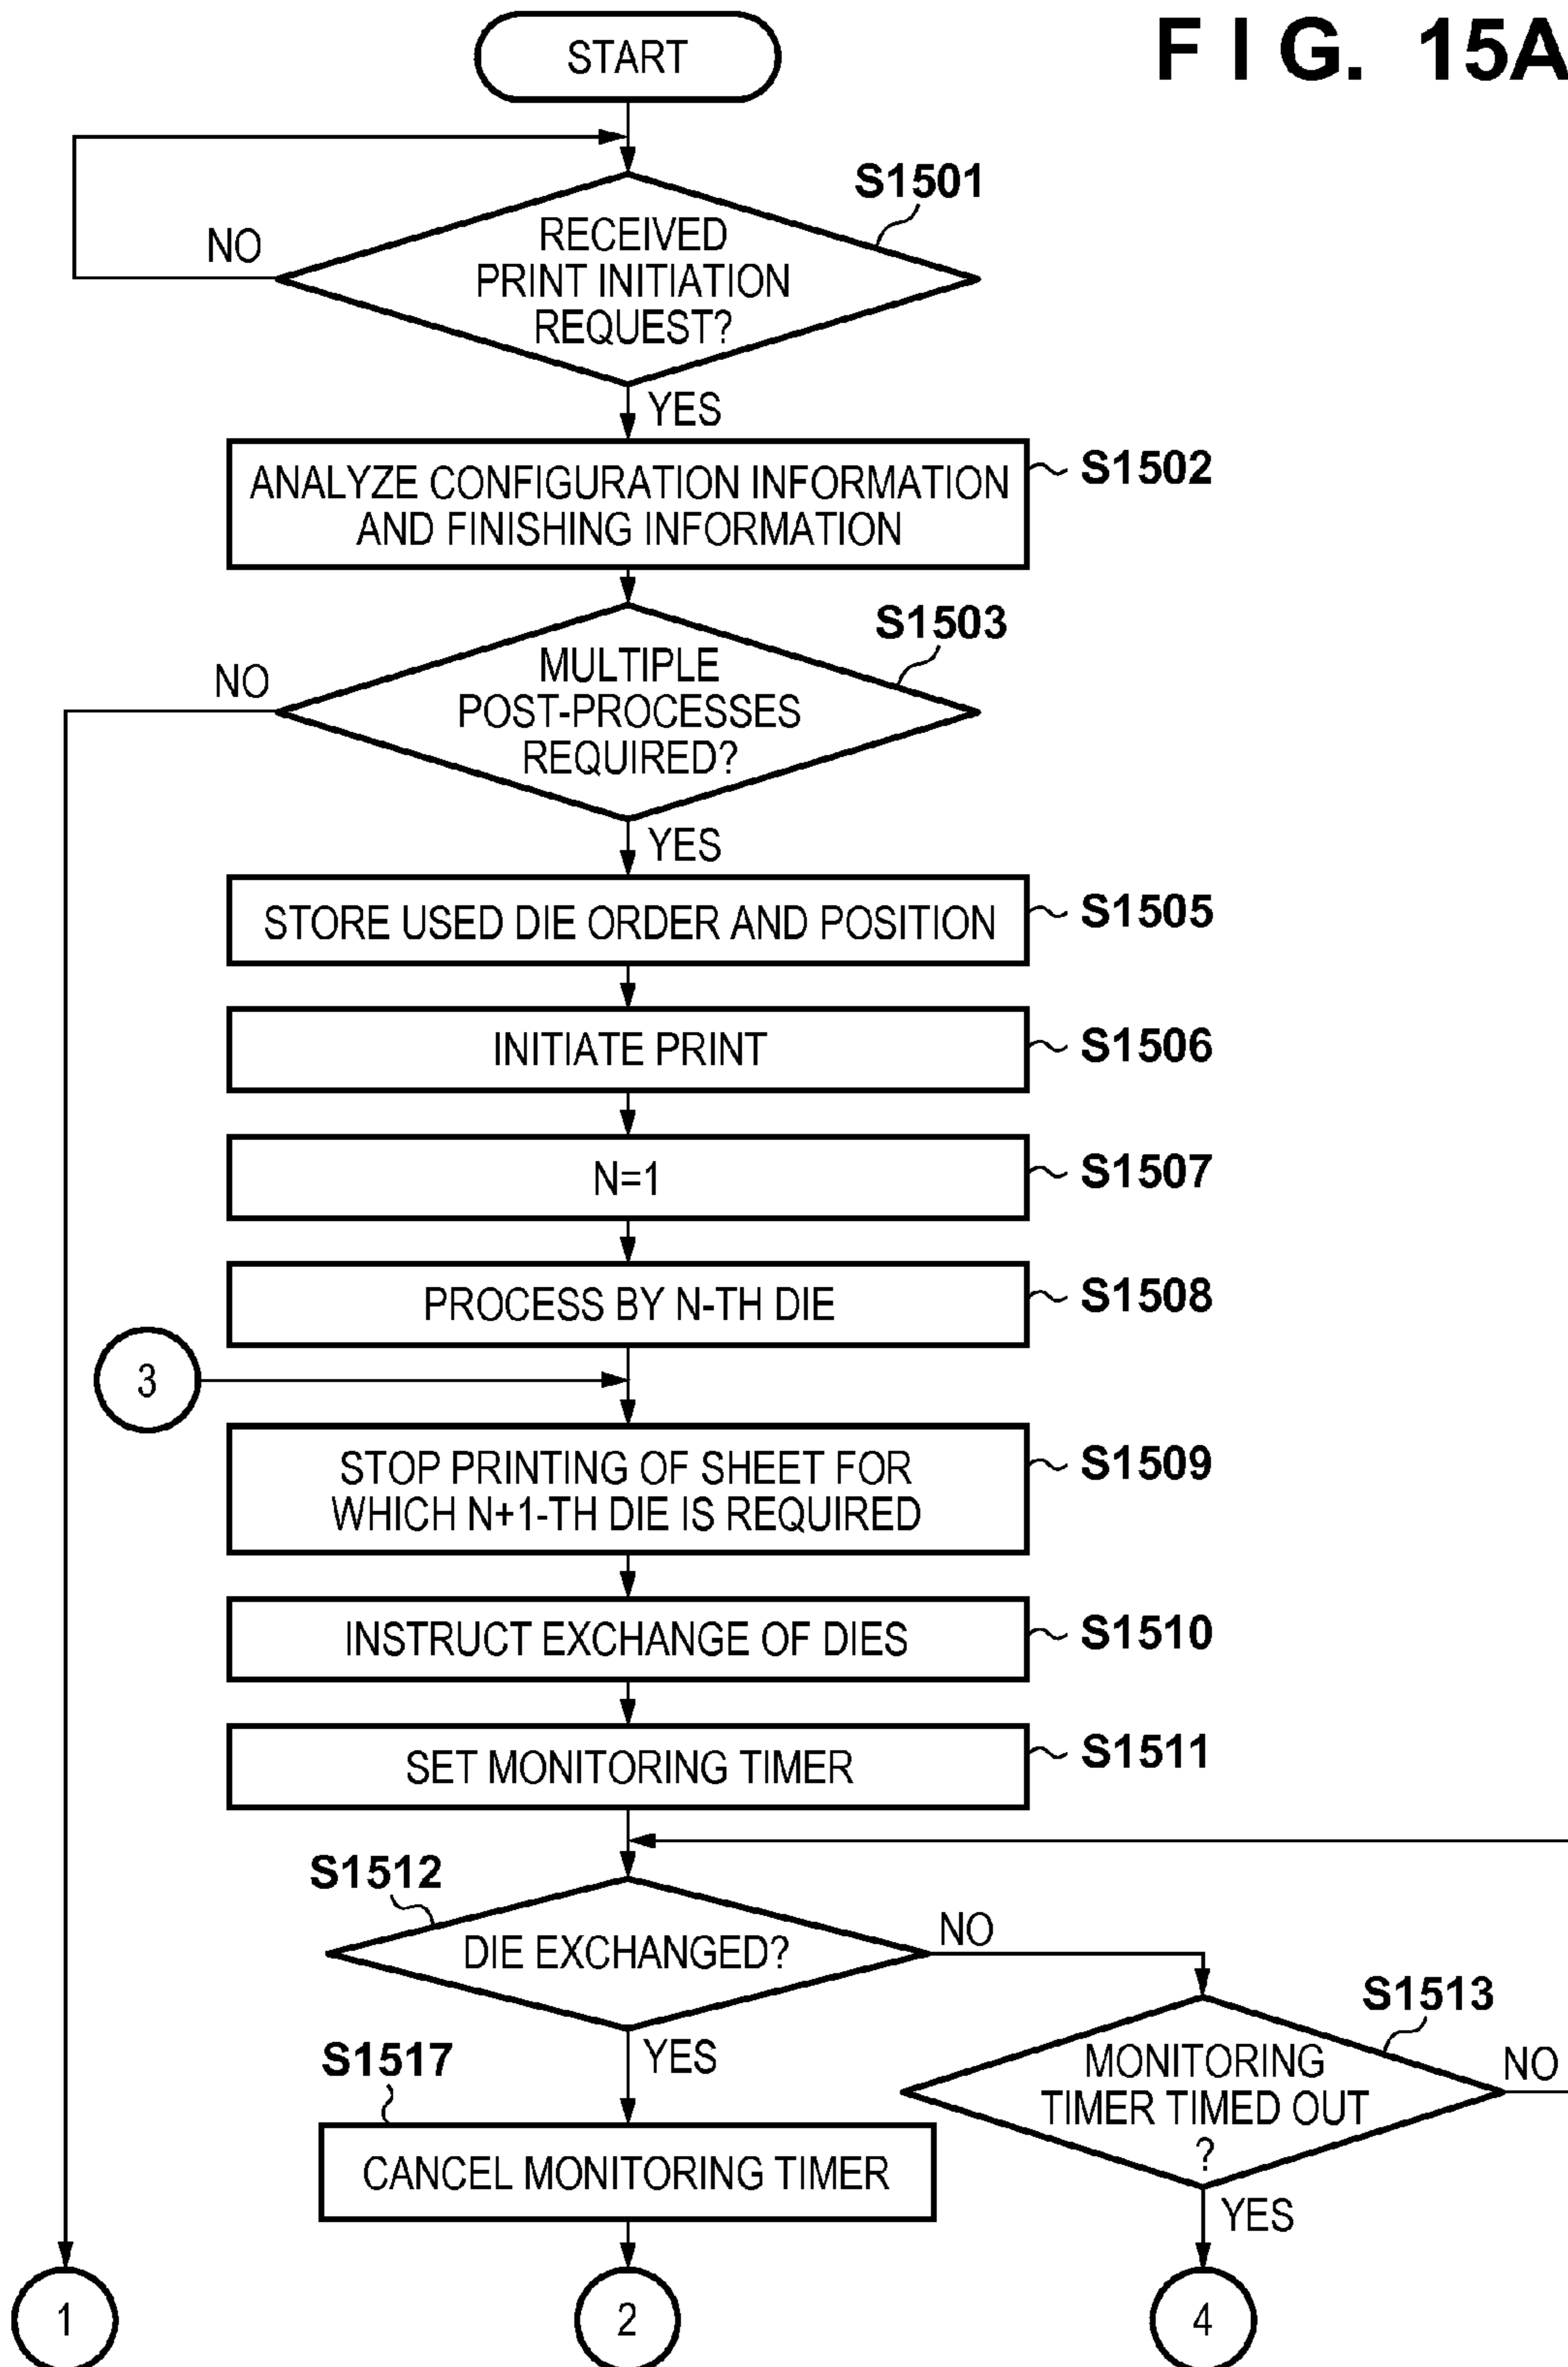 F I G. 15A
START
S1501
RECEIVED
PRINT INITIATION
REQUEST?
NO
YES
ANALYZE CONFIGURATION INFORMATION
AND FINISHING INFORMATION
S1502
S1503
MULTIPLE
POST-PROCESSES
REQUIRED?
NO
YES
STORE USED DIE ORDER AND POSITION
S1505
INITIATE PRINT
S1506
N=1
S1507
PROCESS BY N-TH DIE
S1508
3
STOP PRINTING OF SHEET FOR
WHICH N+1-TH DIE IS REQUIRED
S1509
INSTRUCT EXCHANGE OF DIES
S1510
SET MONITORING TIMER
S1511
S1512
DIE EXCHANGED?
NO
YES
S1513
MONITORING
TIMER TIMED OUT
?
NO
YES
S1517
CANCEL MONITORING TIMER
1
2
4